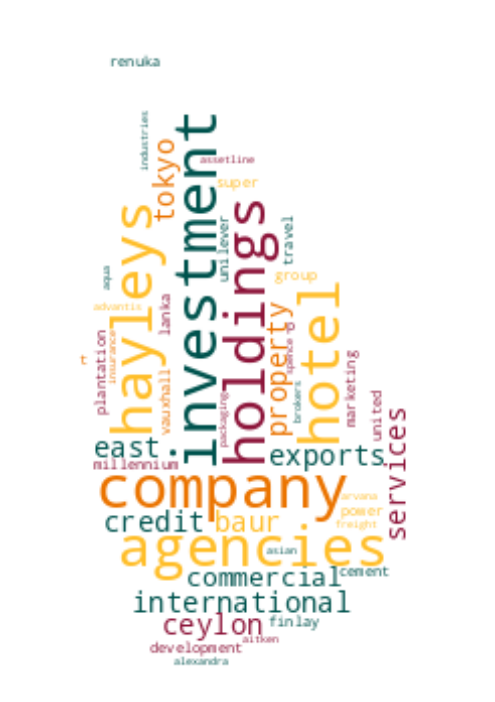 renuka
industries
investment
tokyo
assetline
super
hayleys
holdings
unilever
travel
group
aqua
advantis
lanka
hotel
property
spence
plantation
insurance
t
vauxhall
packaging
brokers
marketing
united
services
east.
millennium
exports
company
arvana
power
credit
baur
freight
agencies
asian
commercial
cement
international
ceylon
finlay
aitken
development
alexandra